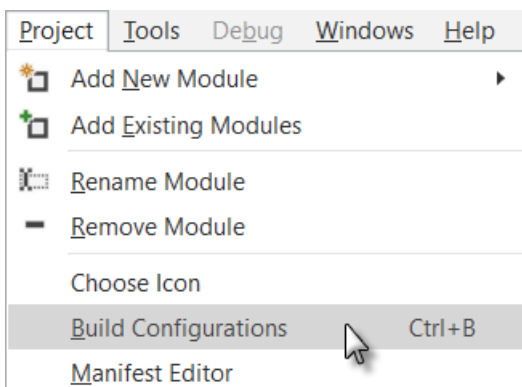 Project Tools Debug Windows Help
Add New Module
Add Existing Modules
Rename Module
Remove Module
Choose Icon
Build Configurations Ctrl+B
Manifest Editor